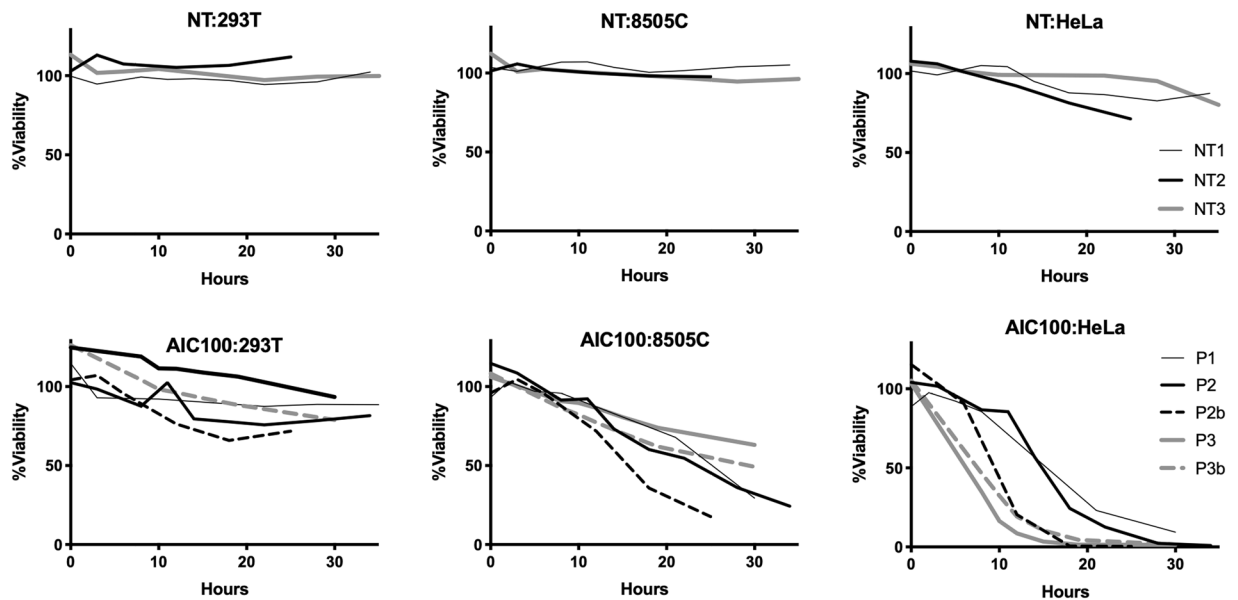 NT:293T
%Viability
100
50
0
0 10 20 30
Hours
NT:8505C
%Viability
100
50
0
0 10 20 30
Hours
NT:HeLa
%Viability
100
50
0
0 10 20 30
Hours
NT1
NT2
NT3
AIC100:293T
%Viability
100
50
0
0 10 20 30
Hours
AIC100:8505C
%Viability
100
50
0
0 10 20 30
Hours
AIC100:HeLa
%Viability
100
50
0
0 10 20 30
Hours
P1
P2
P2b
P3
P3b